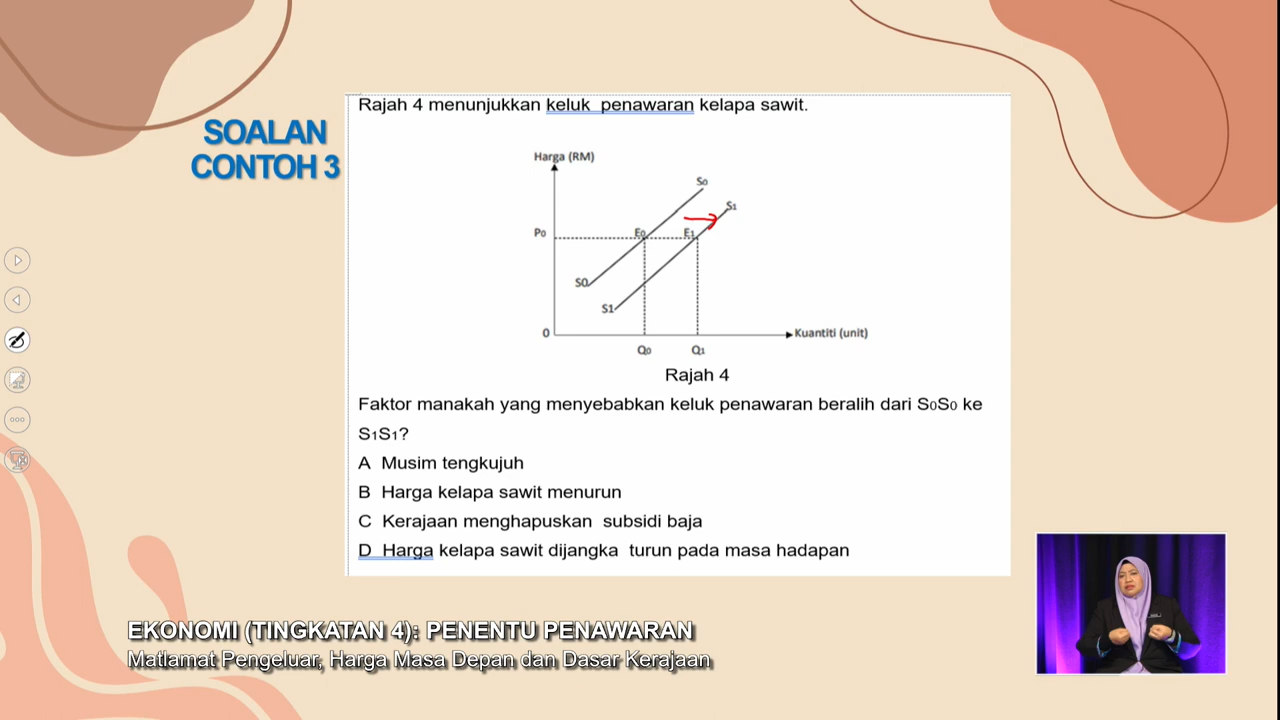 SOALAN
CONTOH 3
Rajah 4 menunjukkan keluk penawaran kelapa sawit.
Harga (RM)
S0
S1
P0
E0
E1
S0
S1
0
Kuantiti (unit)
Q0
Q1
Rajah 4
Faktor manakah yang menyebabkan keluk penawaran beralih dari S0S0 ke
S1S1?
A Musim tengkujuh
B Harga kelapa sawit menurun
C Kerajaan menghapuskan subsidi baja
D Harga kelapa sawit dijangka turun pada masa hadapan
EKONOMI (TINGKATAN 4): PENENTU PENAWARAN
Matlamat Pengeluar, Harga Masa Depan dan Dasar Kerajaan